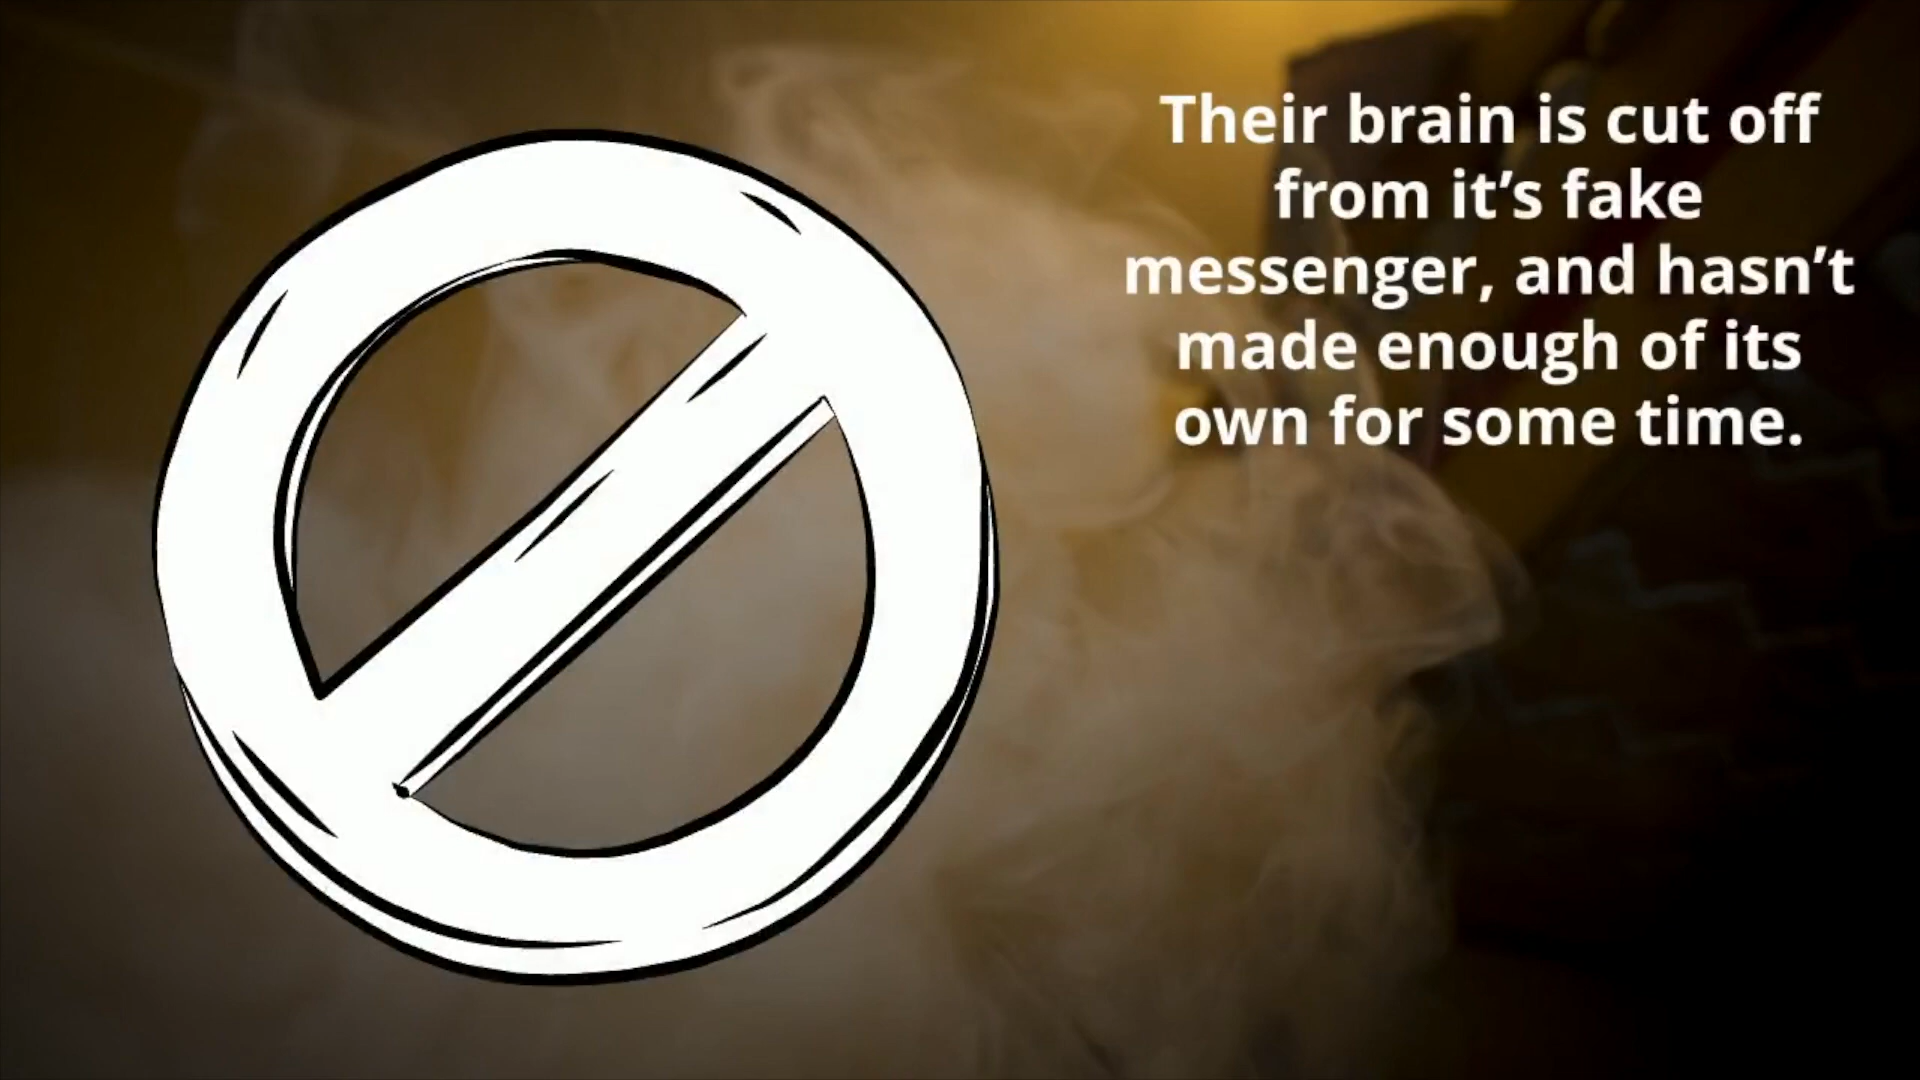 Their brain is cut off
from it’s fake
messenger, and hasn’t
made enough of its
own for some time.